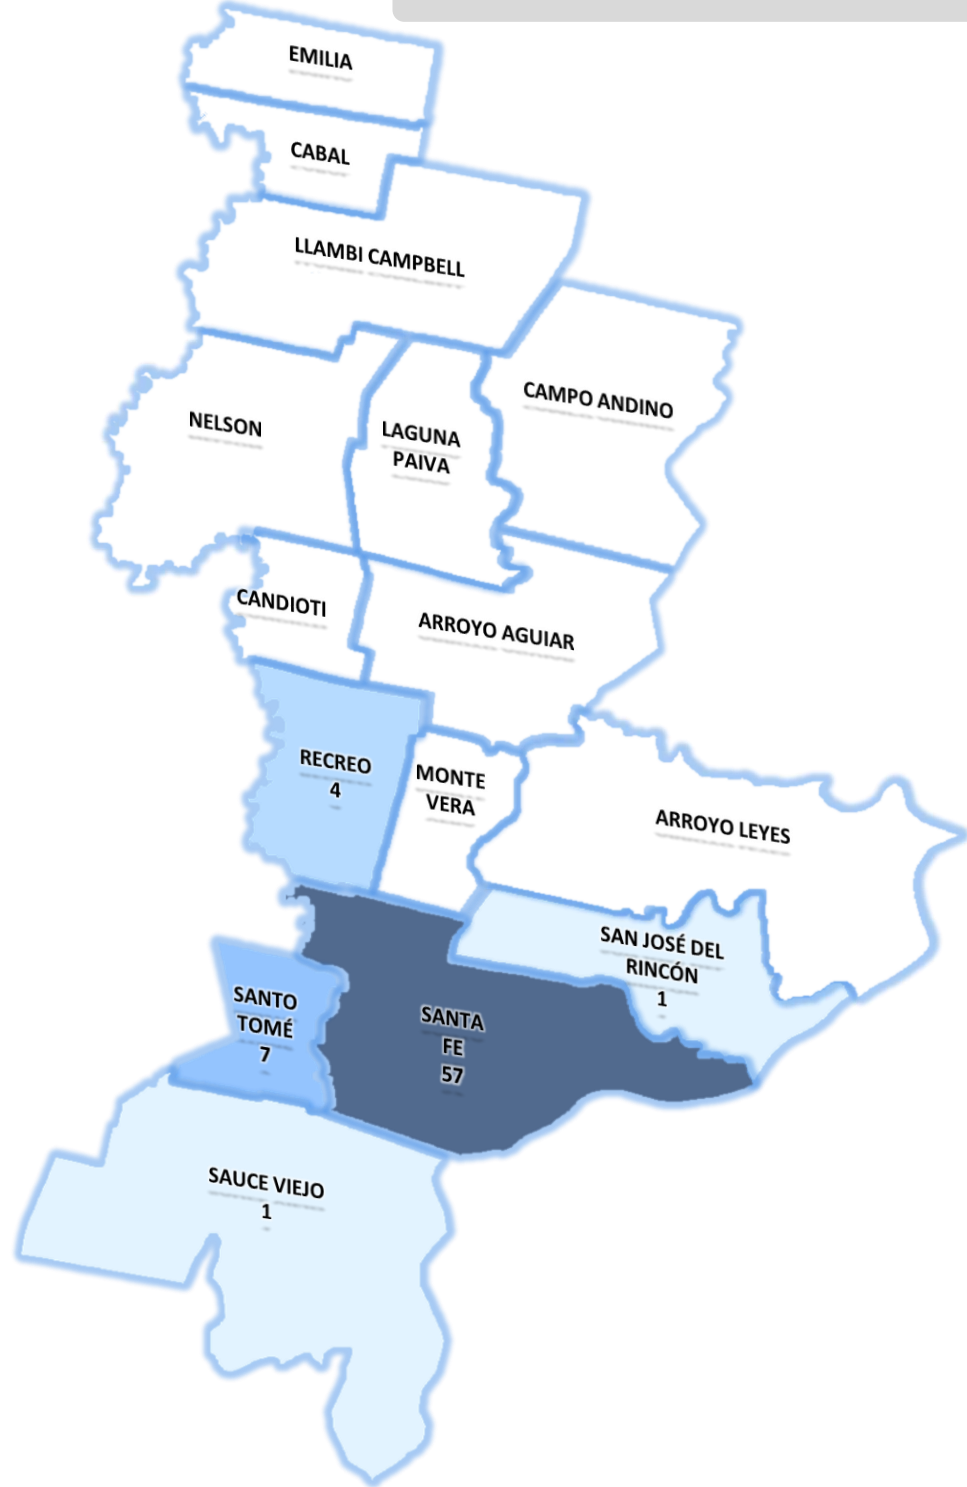 EMILIA
CABAL
LLAMBI CAMPBELL
CAMPO ANDINO
NELSON
LAGUNA
PAIVA
CANDIOTI
ARROYO AGUIAR
RECREO
4
MONTE
VERA
ARROYO LEYES
SAN JOSÉ DEL
RINCÓN
1
SANTO
TOMÉ
7
SANTA
FE
57
SAUCE VIEJO
1